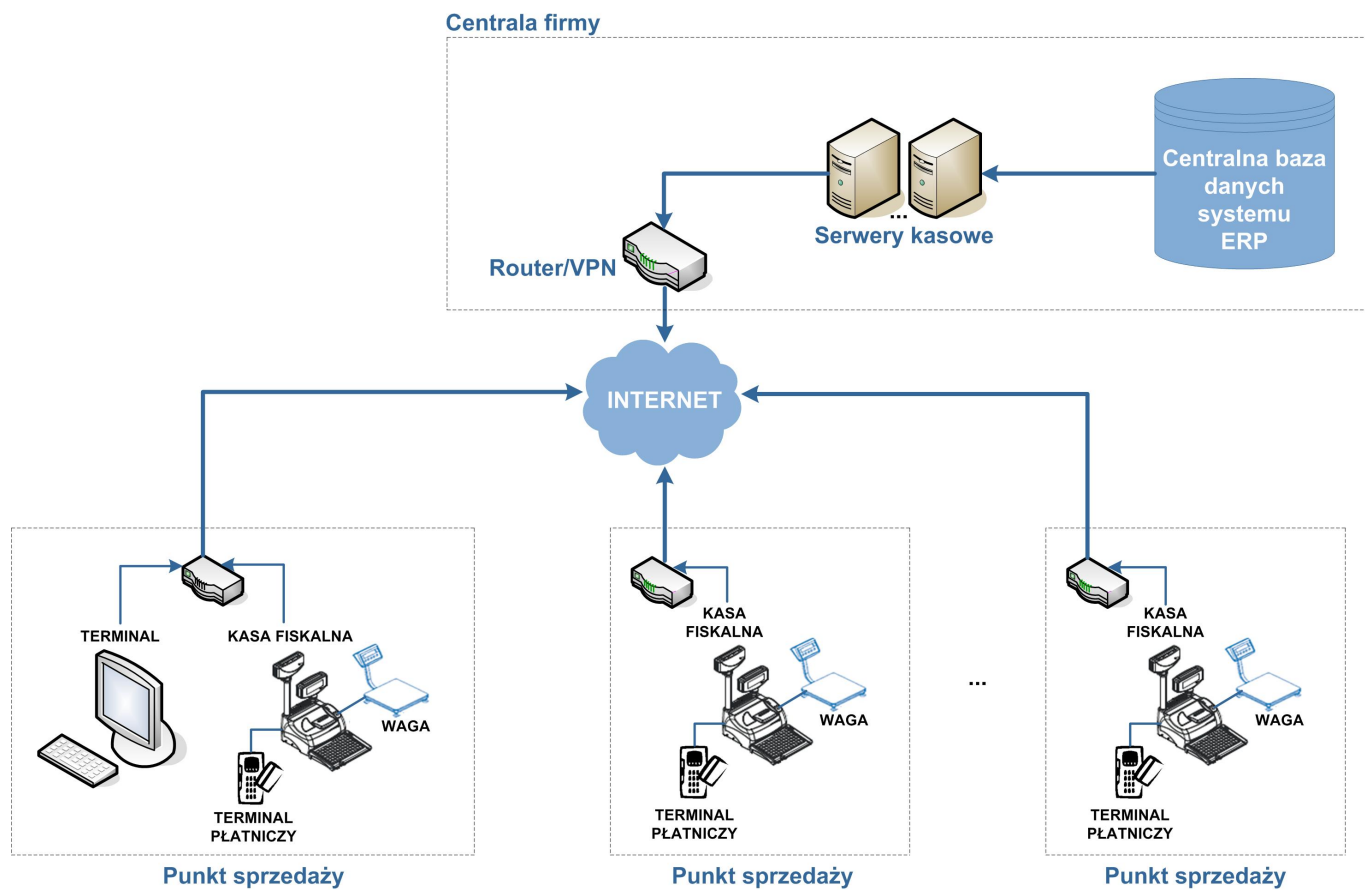 Centrala firmy
Centralna baza
danych
systemu
ERP
...
Serwery kasowe
Router/VPN
INTERNET
TERMINAL
KASA FISKALNA
WAGA
TERMINAL
PŁATNICZY
Punkt sprzedaży
KASA
FISKALNA
WAGA
TERMINAL
PŁATNICZY
Punkt sprzedaży
...
KASA
FISKALNA
WAGA
TERMINAL
PŁATNICZY
Punkt sprzedaży